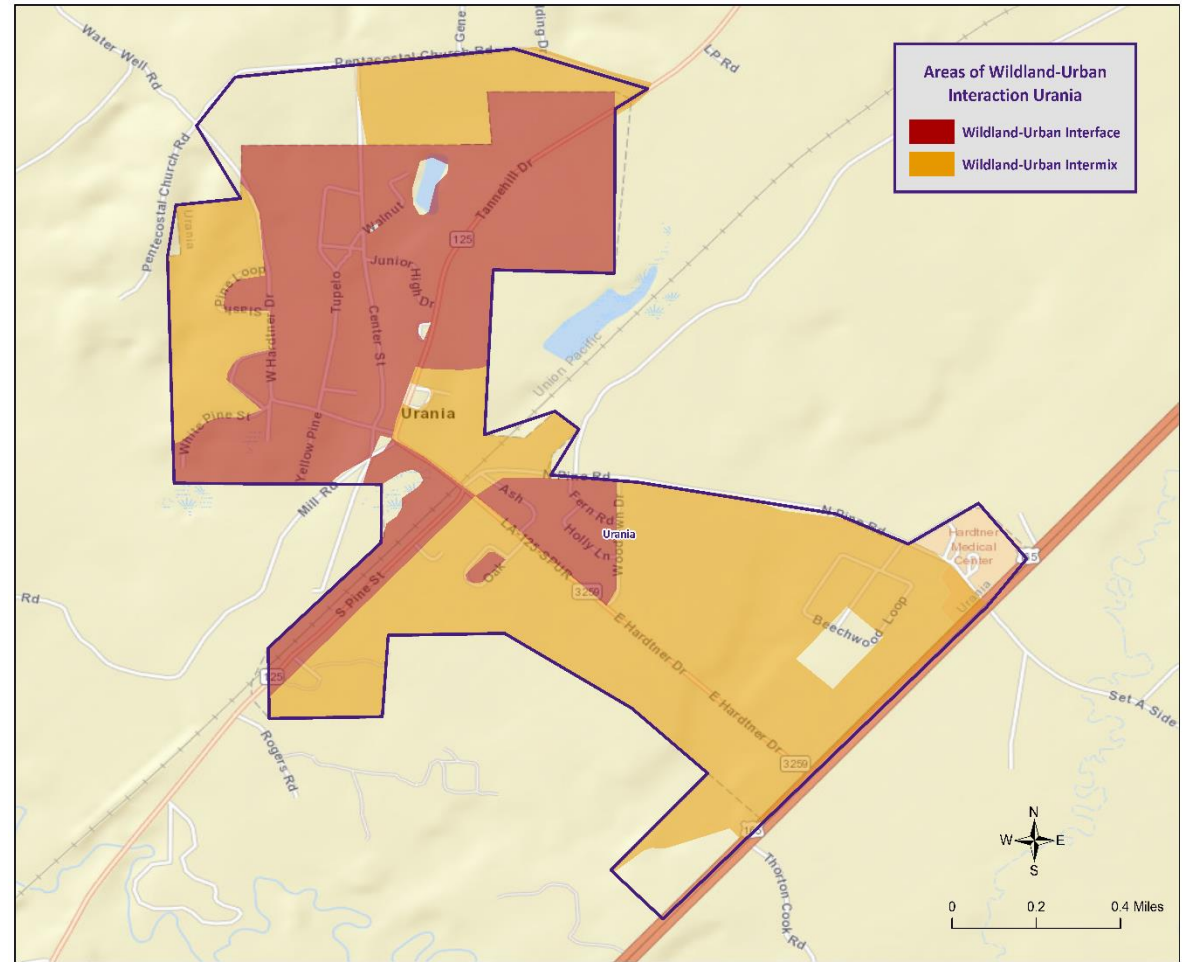 Water Well Rd
Pentacostal Church Rd
LP Rd
Areas of Wildland-Urban
Interaction Urania
Wildland-Urban Interface
Wildland-Urban Intermix
Pentecostal Church Rd
Urania
Walnut
Tannehill Dr
125
Junior High Dr
Pine Loop
W Hardtner Dr
Tupelo
Center St
Union Pacific
White Pine St
Yellow Pine
Urania
Mill Rd
N Pine Rd
Ash
Fern Rd
Holly Ln
Urania
LA-125 SPUR
Oak
3259
N Pine Rd
Hardtner
Medical
Center
Urania
Beechwood Loop
Rd
S Pine St
E Hardtner Dr
125
E Hardtner Dr
3259
Set A Side
Rogers Rd
165
Thorton Cook Rd
N
W
E
S
0
0.2
0.4 Miles